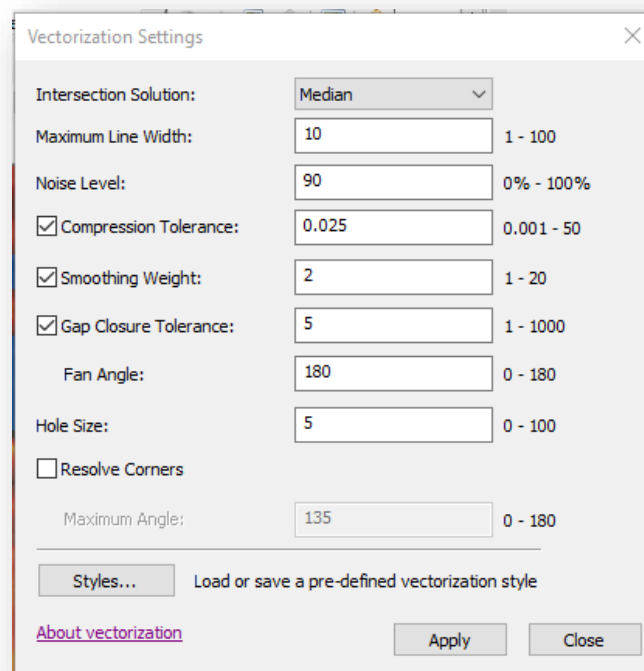 Vectorization Settings
Intersection Solution: Median
Maximum Line Width: 10 1 - 100
Noise Level: 90 0% - 100%
Compression Tolerance: 0.025 0.001 - 50
Smoothing Weight: 2 1 - 20
Gap Closure Tolerance: 5 1 - 1000
Fan Angle: 180 0 - 180
Hole Size: 5 0 - 100
Resolve Corners
Maximum Angle: 135 0 - 180
Styles... Load or save a pre-defined vectorization style
About vectorization Apply Close